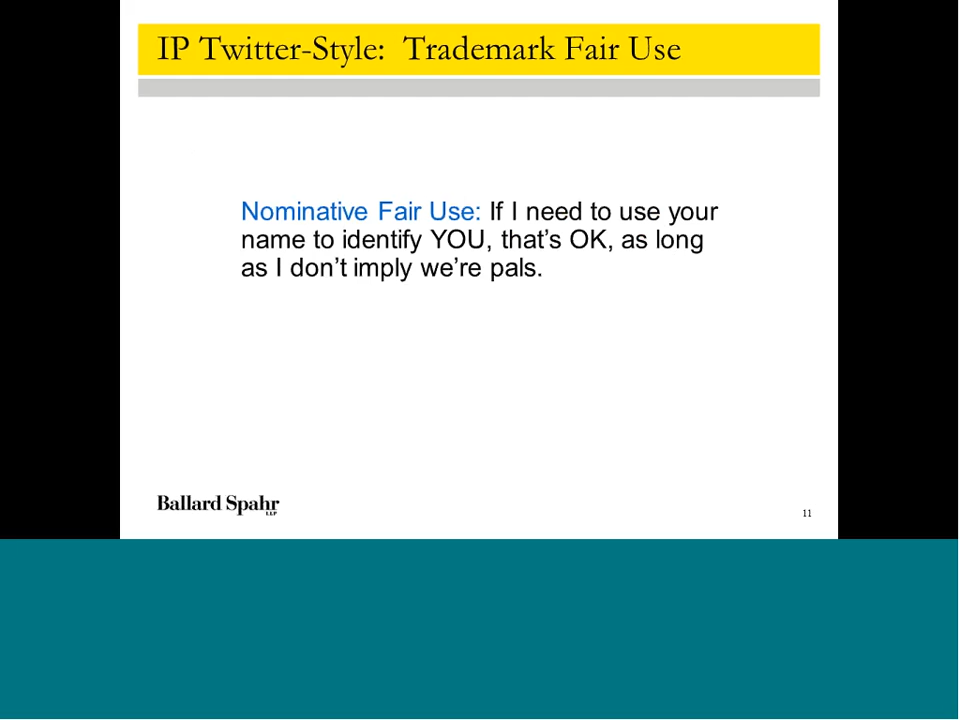 IP Twitter-Style:  Trademark Fair Use
Nominative Fair Use: If I need to use your
name to identify YOU, that’s OK, as long
as I don’t imply we’re pals.
Ballard Spahr
LLP
11